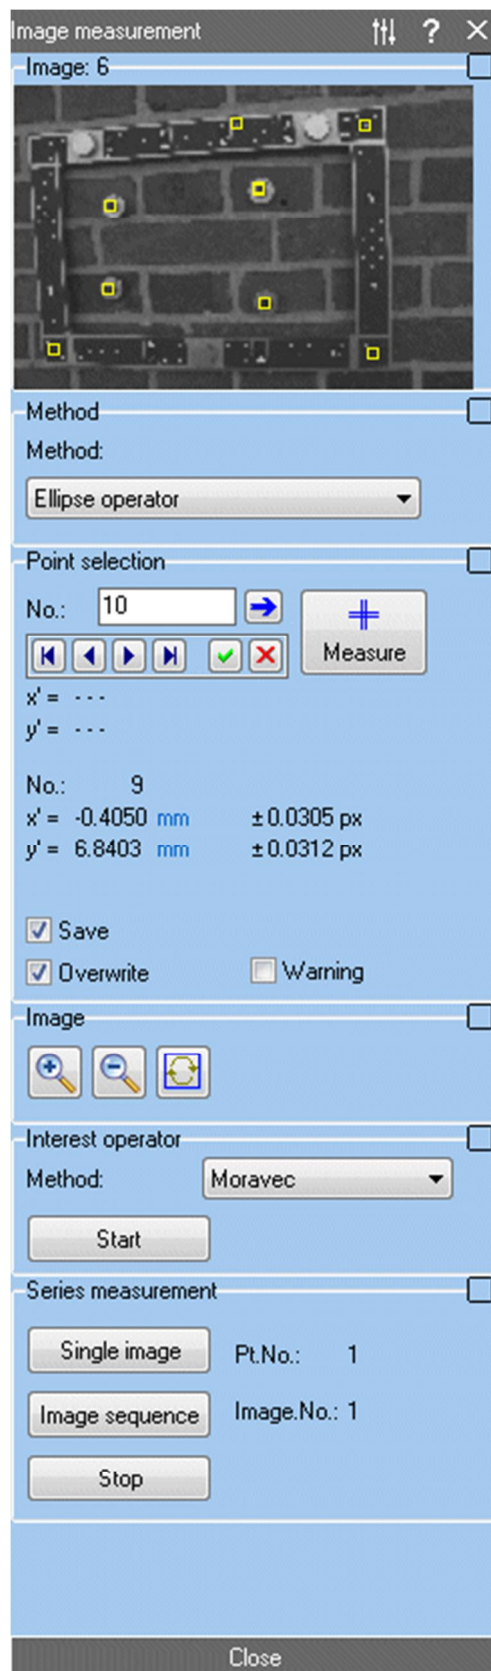 Image measurement ?
Image: 6
Method
Method:
Ellipse operator
Point selection
No.: 10
Measure
x' = - - -
y' = - - -
No.: 9
x' = -0.4050 mm ±0.0305 px
y' = 6.8403 mm ±0.0312 px
Save
Overwrite Warning
Image
Interest operator
Method: Moravec
Start
Series measurement
Single image Pt.No.: 1
Image sequence Image.No.: 1
Stop
Close